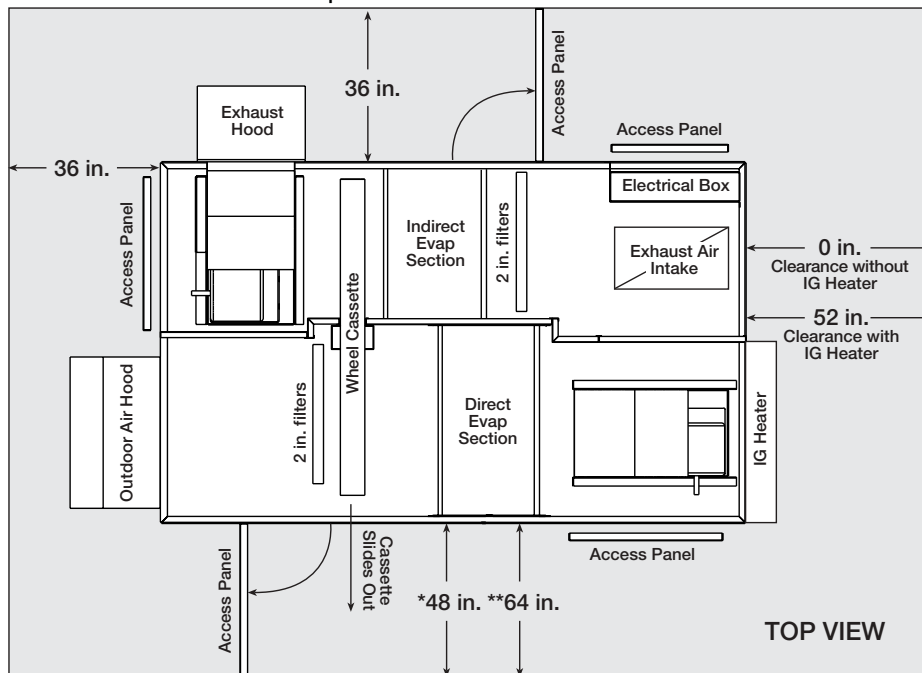 36 in.
Access Panel
Exhaust
Hood
Access Panel
36 in.
Electrical Box
Access Panel
Indirect
Evap
Section
2 in. filters
Exhaust Air
Intake
0 in.
Clearance without
IG Heater
52 in.
Clearance with
IG Heater
Wheel Cassette
Outdoor Air Hood
2 in. filters
Direct
Evap
Section
IG Heater
Access Panel
Cassette
Slides Out
Access Panel
*48 in. **64 in.
TOP VIEW